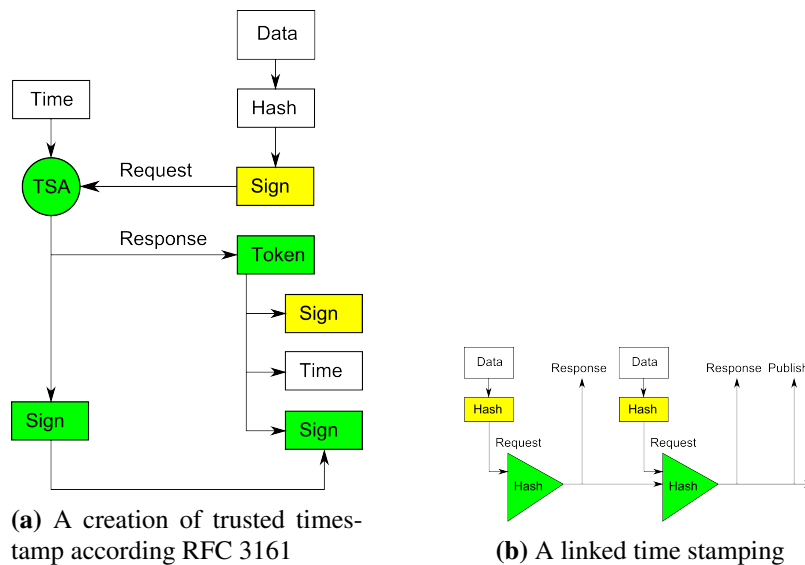 Data
Time
Hash
Request
TSA
Sign
Response
Token
Sign
Time
Sign
Sign
(a) A creation of trusted times-
tamp according RFC 3161
Data
Response
Data
Response
Publish
Hash
Hash
Request
Request
Hash
Hash
(b) A linked time stamping